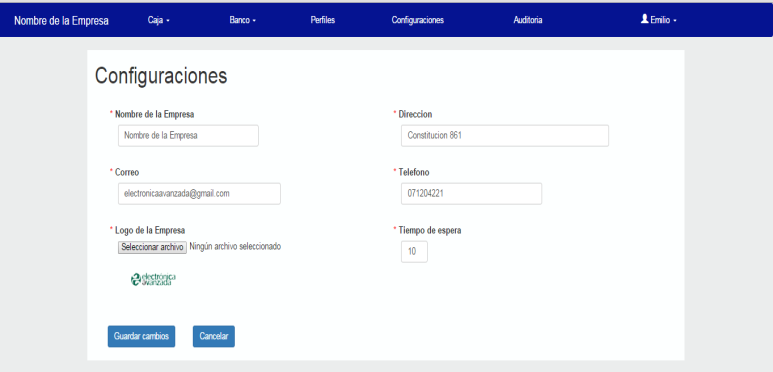 Nombre de la Empresa Caja Banco Perfiles Configuraciones Auditoria Emilio
Configuraciones
* Nombre de la Empresa * Direccion
Nombre de la Empresa Constitucion 861
* Correo * Telefono
electronicaavanzada@gmail.com 071204221
* Logo de la Empresa * Tiempo de espera
Seleccionar archivo Ningún archivo seleccionado 10
electrónica
avanzada
Guardar cambios Cancelar